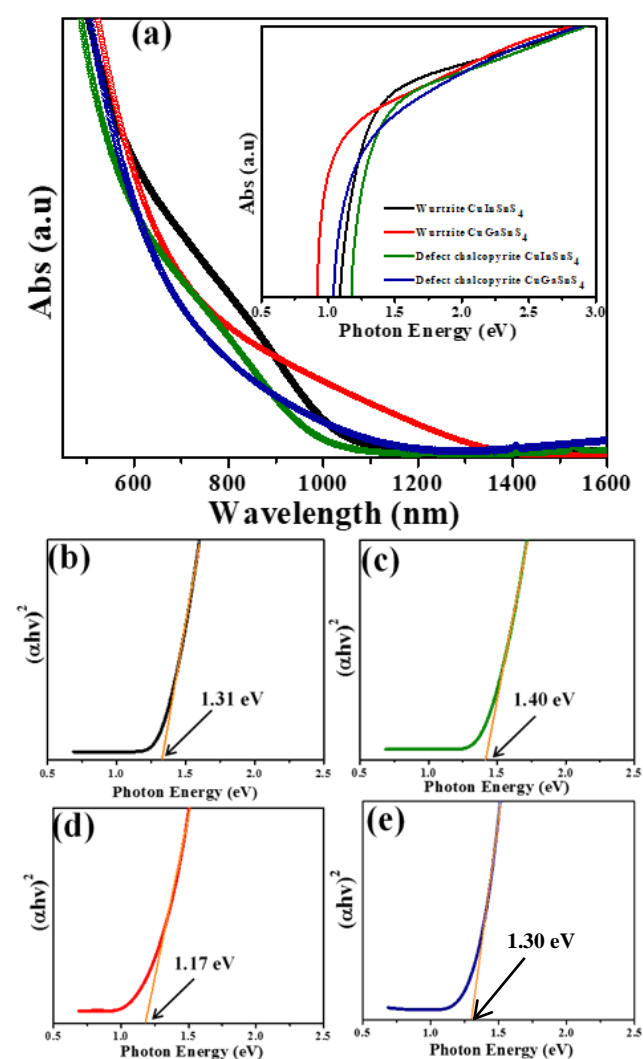 (a)
Abs (a.u)
Abs (a.u)
Wurtzite CuInSnS4
Wurtzite CuGaSnS4
Defect chalcopyrite CuInSnS4
Defect chalcopyrite CuGaSnS4
0.5 1.0 1.5 2.0 2.5 3.0
Photon Energy (eV)
600 800 1000 1200 1400 1600
Wavelength (nm)
(b)
(αhν)2
1.31 eV
0.5 1.0 1.5 2.0 2.5
Photon Energy (eV)
(c)
(αhν)2
1.40 eV
0.5 1.0 1.5 2.0 2.5
Photon Energy (eV)
(d)
(αhν)2
1.17 eV
0.5 1.0 1.5 2.0 2.5
Photon Energy (eV)
(e)
(αhν)2
1.30 eV
0.5 1.0 1.5 2.0 2.5
Photon Energy (eV)